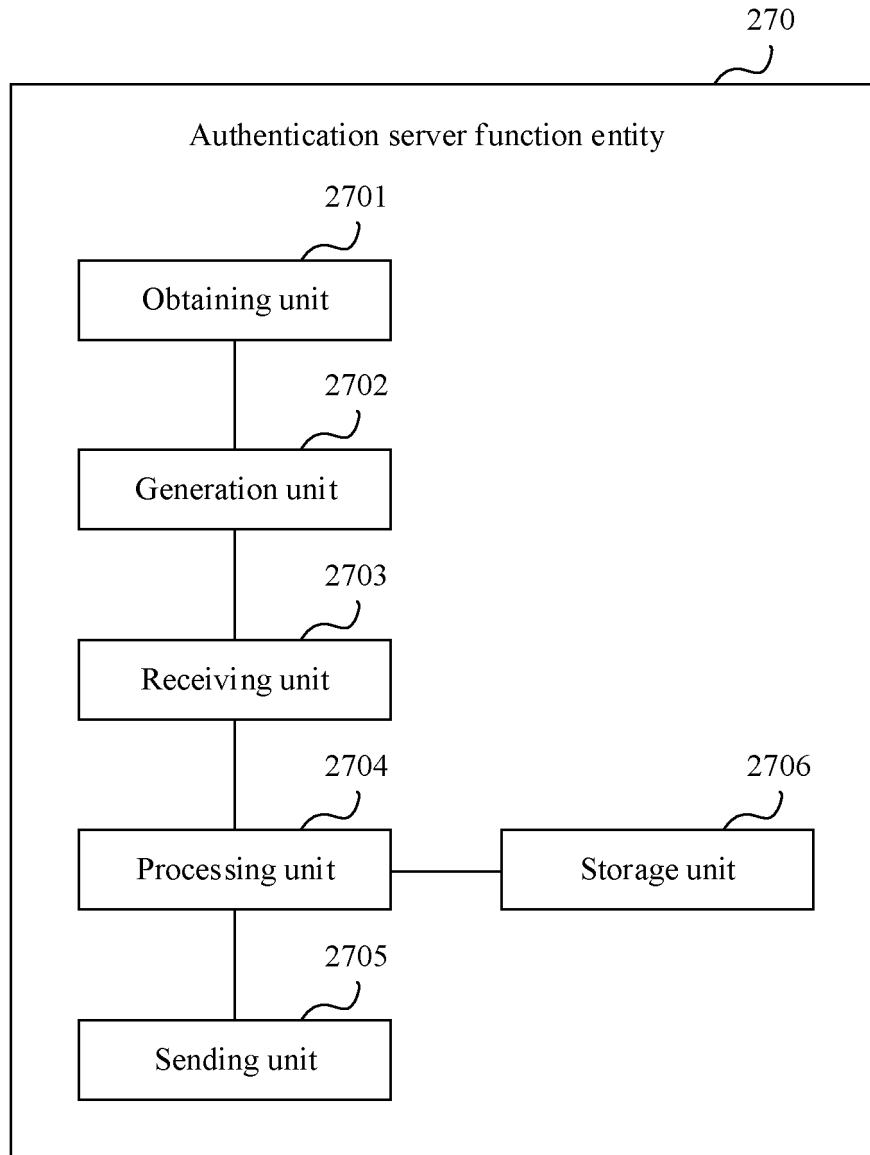 270
Authentication server function entity
2701
Obtaining unit
2702
Generation unit
2703
Receiving unit
2704
2706
Processing unit
Storage unit
2705
Sending unit